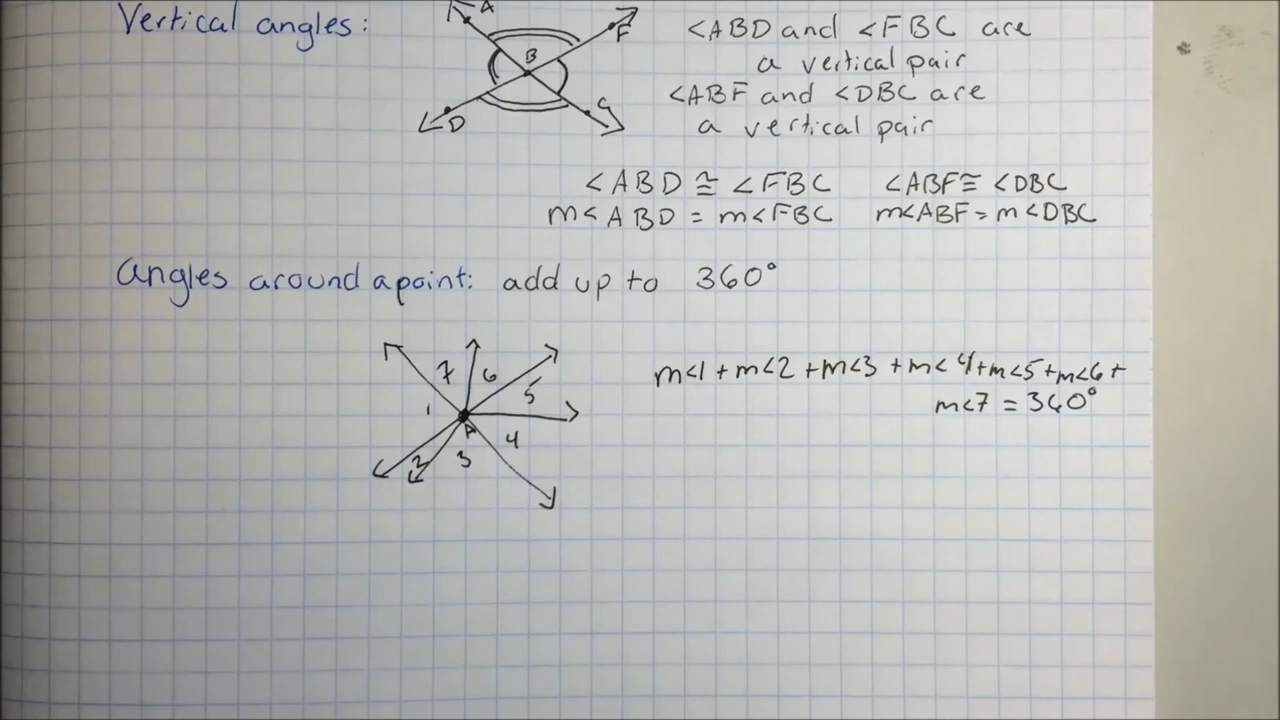 Vertical angles:
A
F
B
D
C
<ABD and <FBC are
a vertical pair
<ABF and <DBC are
a vertical pair
<ABD ≅ <FBC <ABF ≅ <DBC
m<ABD = m<FBC m<ABF = m<DBC
Angles around a point: add up to 360°
7 6
5
1
A
4
2 3
m<1 + m<2 + m<3 + m<4 + m<5 + m<6 +
m<7 = 360°